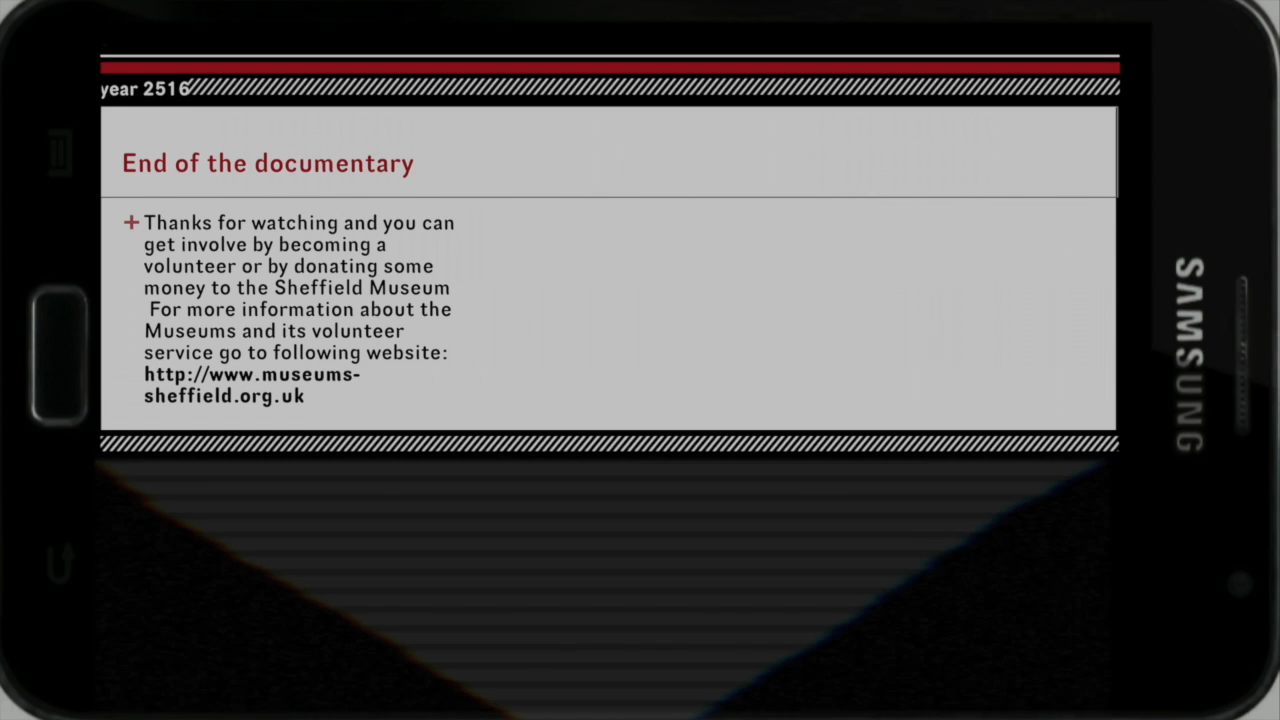 year 2516
End of the documentary
+ Thanks for watching and you can
get involve by becoming a
volunteer or by donating some
money to the Sheffield Museum
For more information about the
Museums and its volunteer
service go to following website:
http://www.museums-
sheffield.org.uk
SAMSUNG